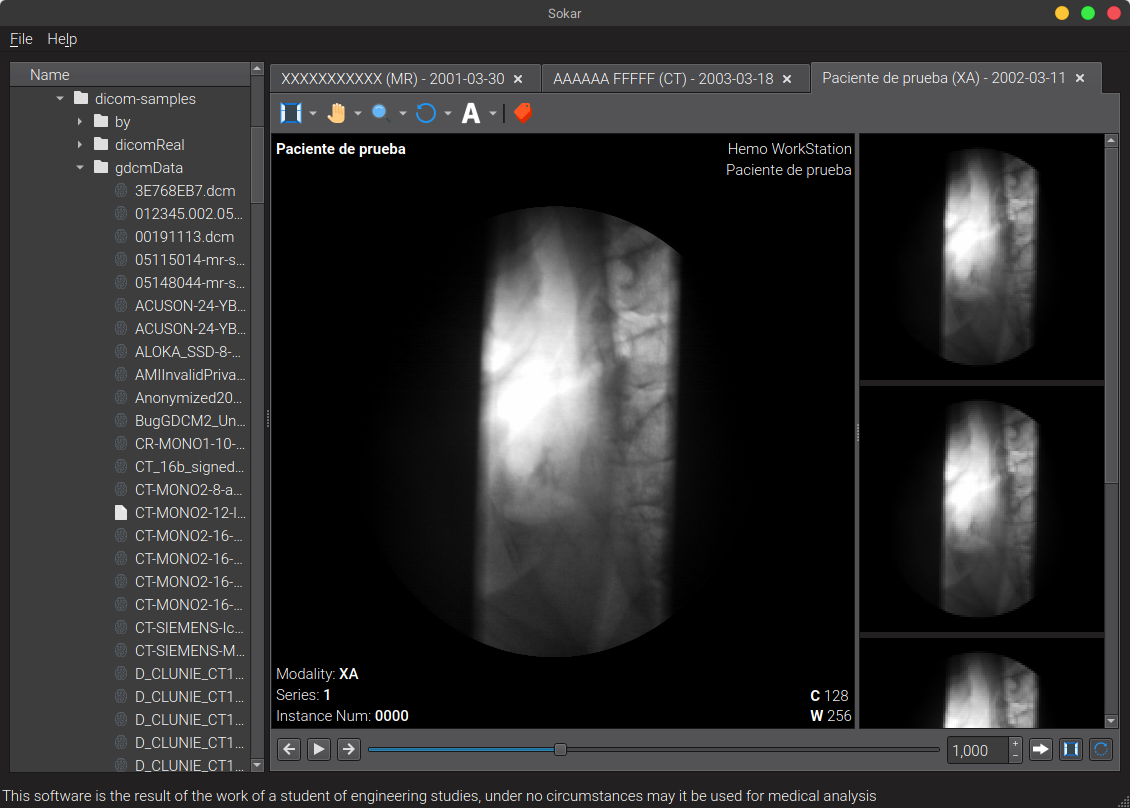 Sokar
File Help
Name
dicom-samples
by
dicomReal
gdcmData
3E768EB7.dcm
012345.002.05...
00191113.dcm
05115014-mr-s...
05148044-mr-s...
ACUSON-24-YB...
ACUSON-24-YB...
ALOKA_SSD-8-...
AMIInvalidPriva...
Anonymized20...
BugGDCM2_Un...
CR-MONO1-10-...
CT_16b_signed...
CT-MONO2-8-a...
CT-MONO2-12-l...
CT-MONO2-16-...
CT-MONO2-16-...
CT-MONO2-16-...
CT-MONO2-16-...
CT-SIEMENS-Ic...
CT-SIEMENS-M...
D_CLUNIE_CT1...
D_CLUNIE_CT1...
D_CLUNIE_CT1...
D_CLUNIE_CT1...
D_CLUNIE_CT1...
XXXXXXXXXXX (MR) - 2001-03-30
AAAAAA FFFFF (CT) - 2003-03-18
Paciente de prueba (XA) - 2002-03-11
A
Paciente de prueba
Hemo WorkStation
Paciente de prueba
Modality: XA
Series: 1
Instance Num: 0000
C 128
W 256
1,000
This software is the result of the work of a student of engineering studies, under no circumstances may it be used for medical analysis